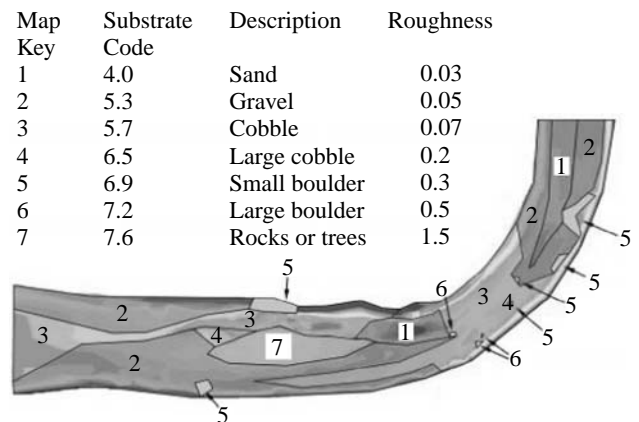 Map Substrate Description Roughness
Key Code
1 4.0 Sand 0.03
2 5.3 Gravel 0.05
3 5.7 Cobble 0.07
4 6.5 Large cobble 0.2
5 6.9 Small boulder 0.3
6 7.2 Large boulder 0.5
7 7.6 Rocks or trees 1.5
2
1
2
5
5
5
5
6
3
4
6
5
2
3
3
4
7
1
2
5